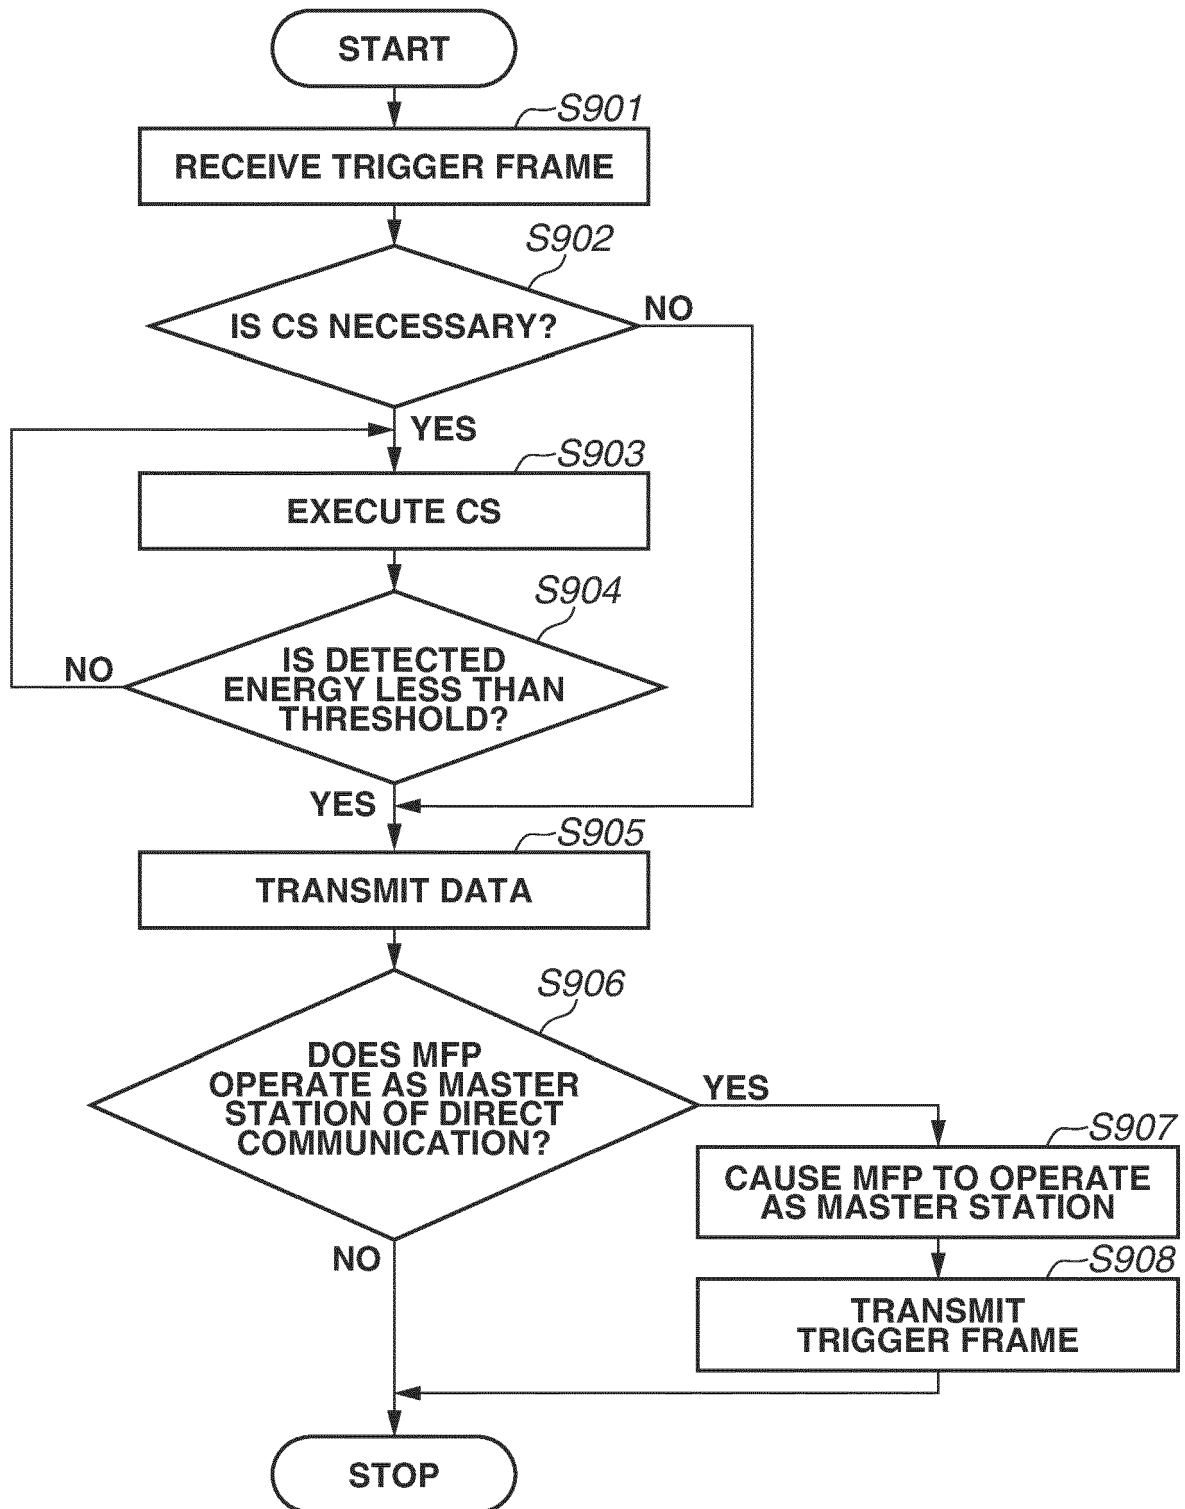 START
S901
RECEIVE TRIGGER FRAME
S902
IS CS NECESSARY?
NO
YES
S903
EXECUTE CS
S904
IS DETECTED
ENERGY LESS THAN
THRESHOLD?
NO
YES
S905
TRANSMIT DATA
S906
DOES MFP
OPERATE AS MASTER
STATION OF DIRECT
COMMUNICATION?
YES
S907
CAUSE MFP TO OPERATE
AS MASTER STATION
S908
TRANSMIT
TRIGGER FRAME
NO
STOP